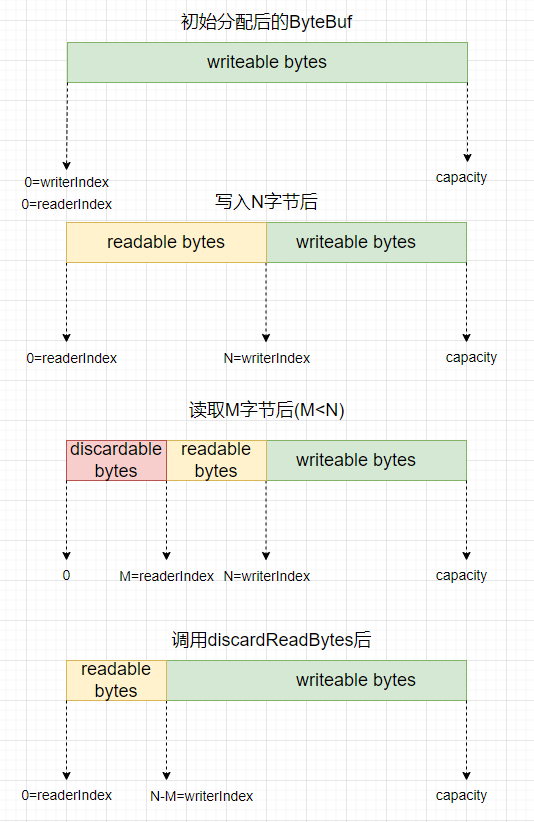 初始分配后的ByteBuf
writeable bytes
0=writerIndex
0=readerIndex
capacity
写入N字节后
readable bytes
writeable bytes
0=readerIndex
N=writerIndex
capacity
读取M字节后(M<N)
discardable
bytes
readable
bytes
writeable bytes
0
M=readerIndex
N=writerIndex
capacity
调用discardReadBytes后
readable
bytes
writeable bytes
0=readerIndex
N-M=writerIndex
capacity